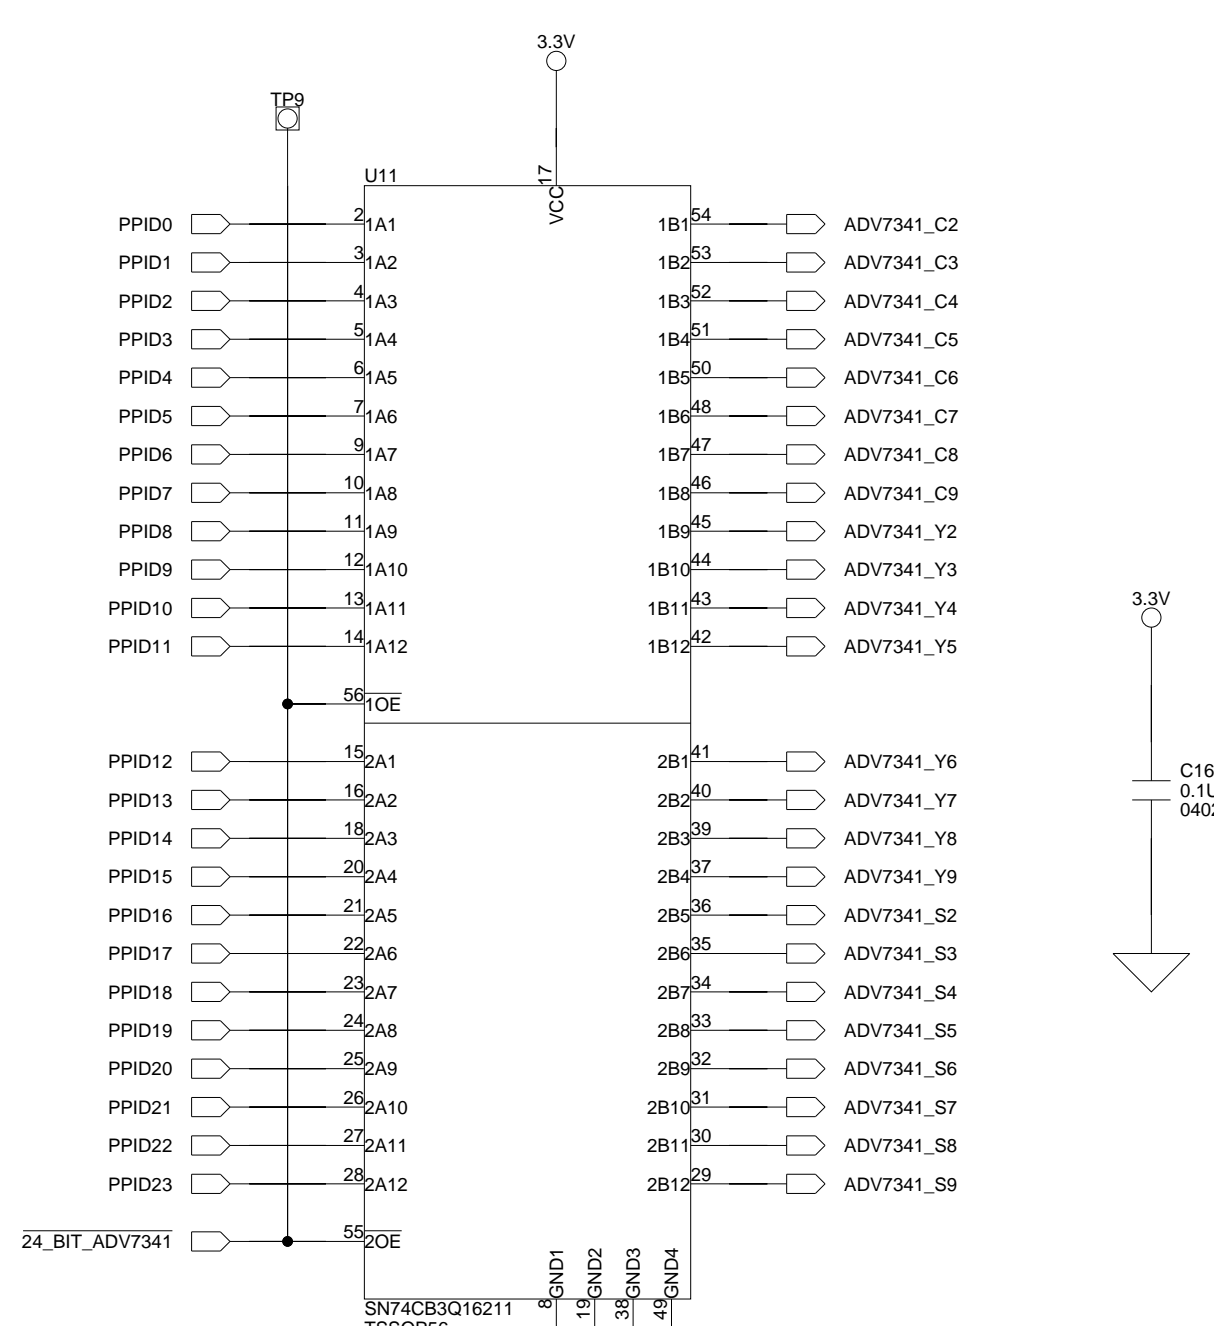 3.3V
TP9
U11
17
VCC
PPID0 2 1A1 1B1 54 ADV7341_C2
PPID1 3 1A2 1B2 53 ADV7341_C3
PPID2 4 1A3 1B3 52 ADV7341_C4
PPID3 5 1A4 1B4 51 ADV7341_C5
PPID4 6 1A5 1B5 50 ADV7341_C6
PPID5 7 1A6 1B6 48 ADV7341_C7
PPID6 9 1A7 1B7 47 ADV7341_C8
PPID7 10 1A8 1B8 46 ADV7341_C9
PPID8 11 1A9 1B9 45 ADV7341_Y2
PPID9 12 1A10 1B10 44 ADV7341_Y3
PPID10 13 1A11 1B11 43 ADV7341_Y4
PPID11 14 1A12 1B12 42 ADV7341_Y5
56 1OE
PPID12 15 2A1 2B1 41 ADV7341_Y6
PPID13 16 2A2 2B2 40 ADV7341_Y7
PPID14 18 2A3 2B3 39 ADV7341_Y8
PPID15 20 2A4 2B4 37 ADV7341_Y9
PPID16 21 2A5 2B5 36 ADV7341_S2
PPID17 22 2A6 2B6 35 ADV7341_S3
PPID18 23 2A7 2B7 34 ADV7341_S4
PPID19 24 2A8 2B8 33 ADV7341_S5
PPID20 25 2A9 2B9 32 ADV7341_S6
PPID21 26 2A10 2B10 31 ADV7341_S7
PPID22 27 2A11 2B11 30 ADV7341_S8
PPID23 28 2A12 2B12 29 ADV7341_S9
24_BIT_ADV7341 55 2OE
8 GND1
19 GND2
38 GND3
49 GND4
SN74CB3Q16211
3.3V
C16
0.1U
0402